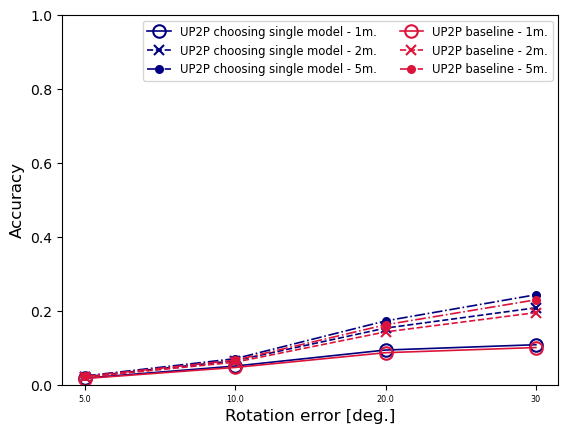 UP2P choosing single model - 1m.
UP2P choosing single model - 2m.
UP2P choosing single model - 5m.
UP2P baseline - 1m.
UP2P baseline - 2m.
UP2P baseline - 5m.
1.0
0.8
0.6
0.4
0.2
0.0
Accuracy
5.0 10.0 20.0 30
Rotation error [deg.]